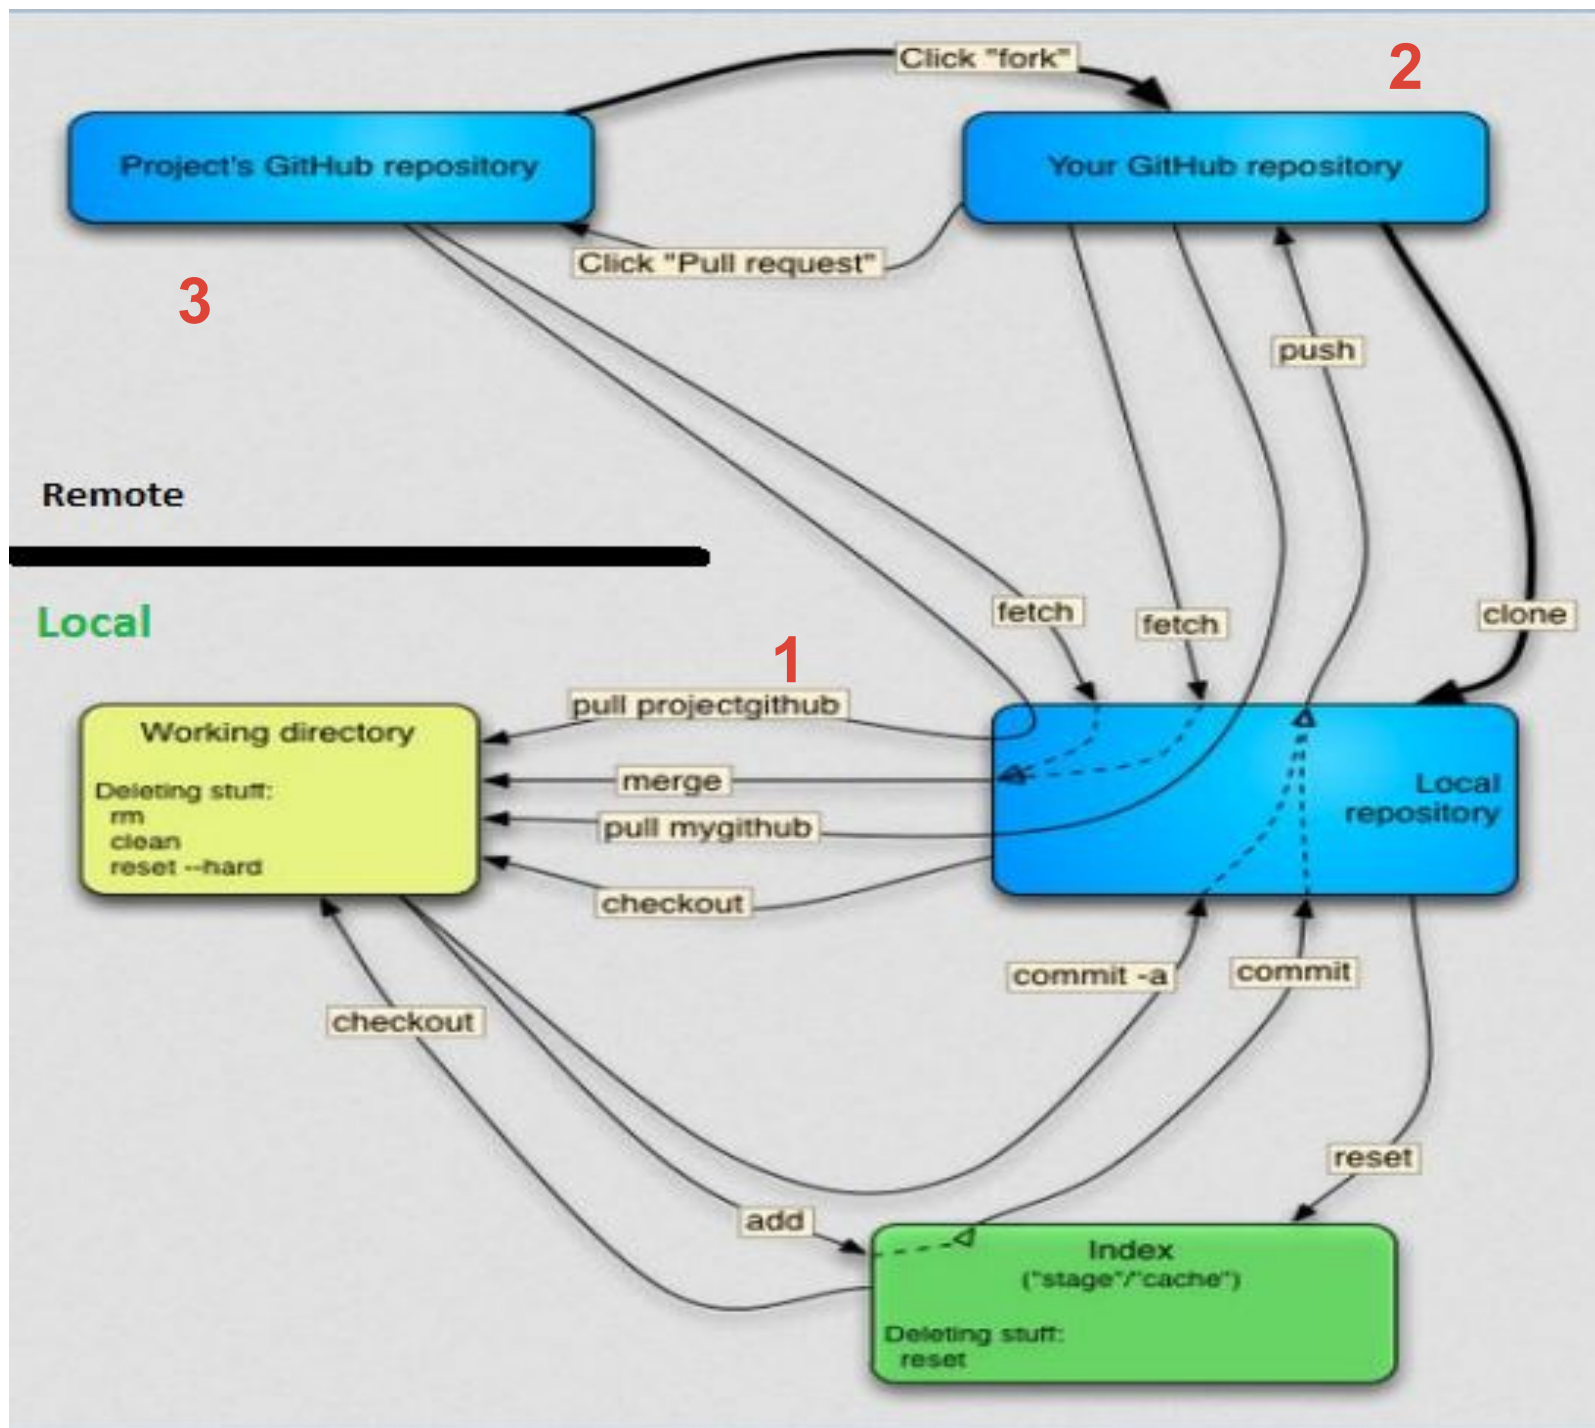 Click "fork"
2
Project's GitHub repository
Your GitHub repository
Click "Pull request"
3
push
Remote
fetch
fetch
clone
Local
1
pull projectgithub
Working directory
merge
Deleting stuff:
rm
clean
reset --hard
pull mygithub
Local
repository
checkout
commit -a
commit
checkout
reset
add
Index
("stage"/"cache")
Deleting stuff:
reset